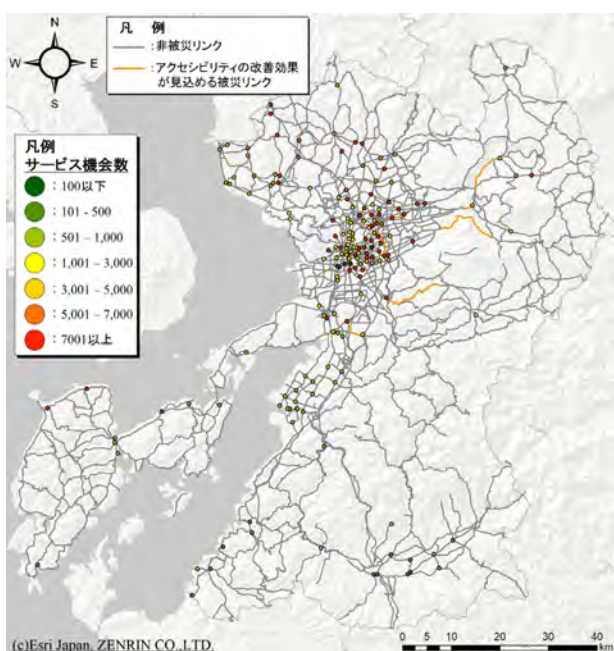 N
W E
S
凡 例
:非被災リンク
:アクセシビリティの改善効果
が見込める被災リンク
凡例
サービス機会数
:100以下
:101 - 500
:501 – 1,000
:1,001 – 3,000
:3,001 – 5,000
:5,001 – 7,000
:7001以上
(c)Esri Japan, ZENRIN CO.,LTD.
0 5 10 20 30 40
km